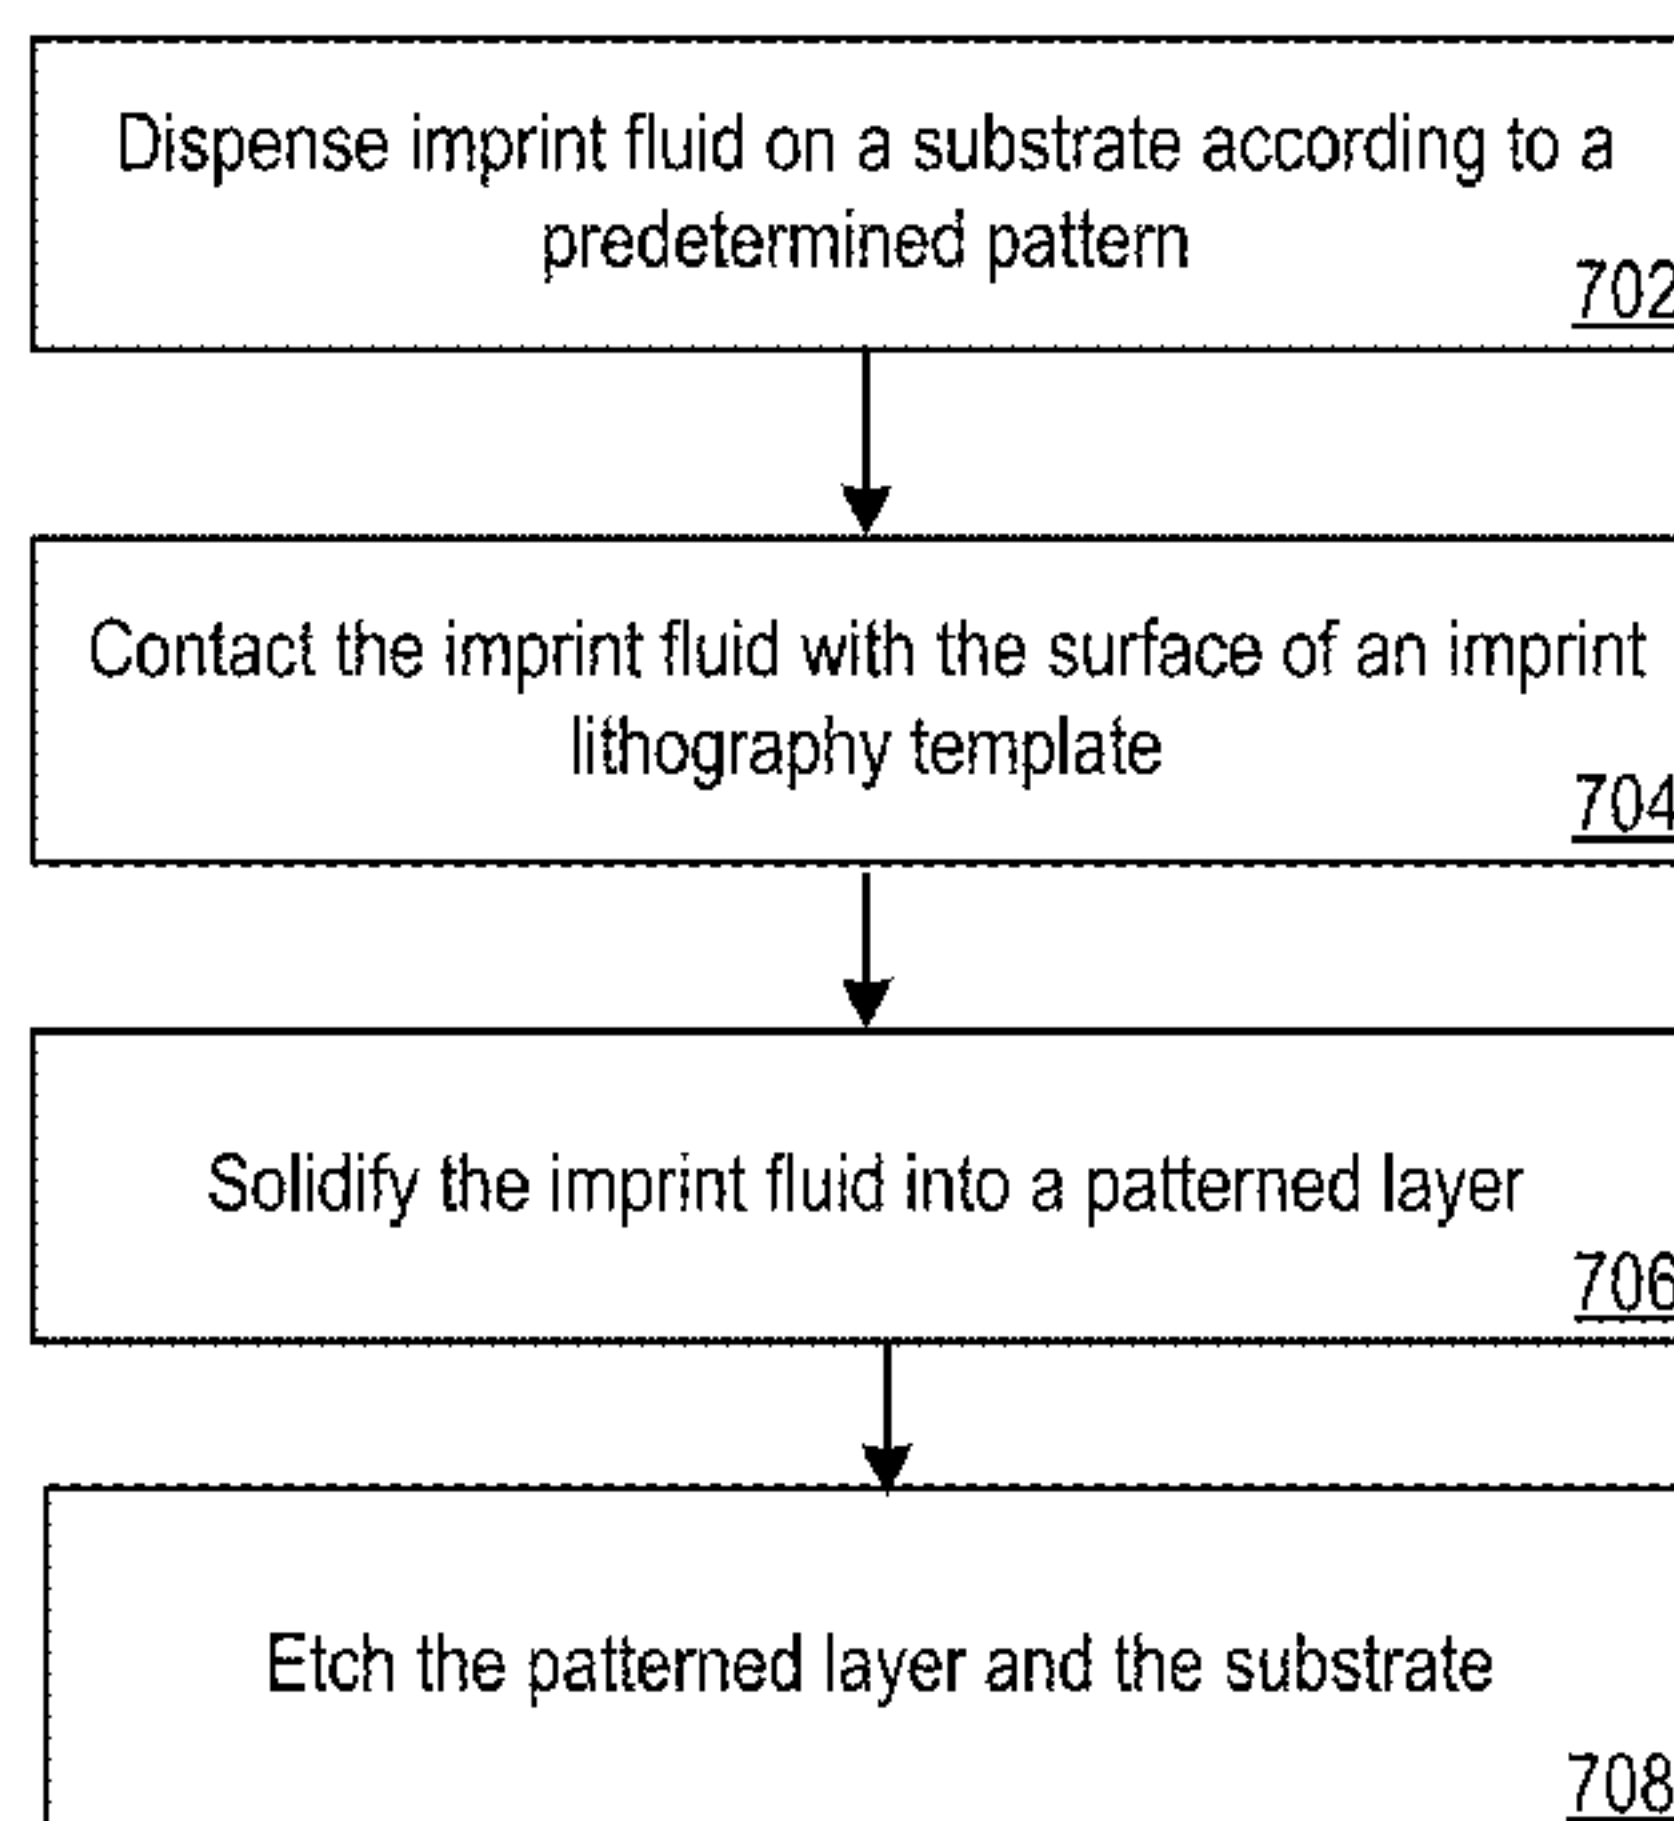 Dispense imprint fluid on a substrate according to a
predetermined pattern
702
Contact the imprint fluid with the surface of an imprint
lithography template
704
Solidify the imprint fluid into a patterned layer
706
Etch the patterned layer and the substrate
708